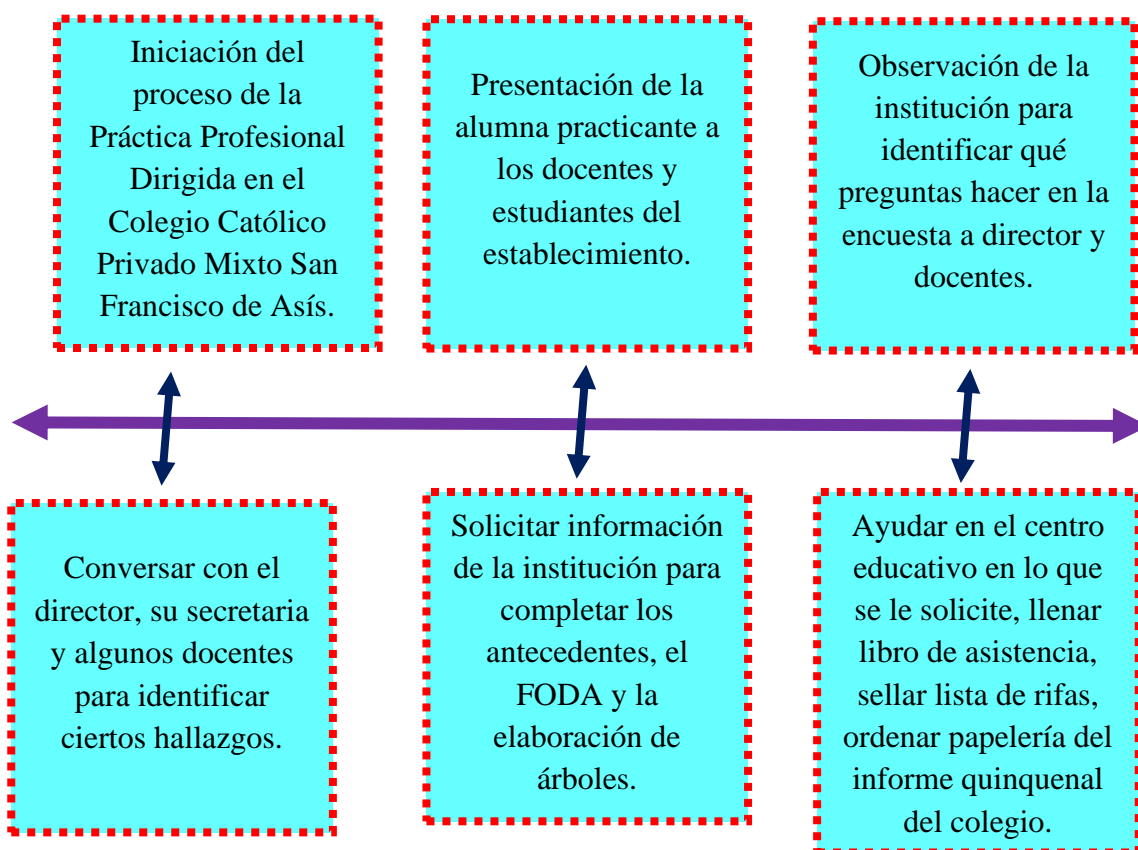 Iniciación del
proceso de la
Práctica Profesional
Dirigida en el
Colegio Católico
Privado Mixto San
Francisco de Asís.
Presentación de la
alumna practicante a
los docentes y
estudiantes del
establecimiento.
Observación de la
institución para
identificar qué
preguntas hacer en la
encuesta a director y
docentes.
Conversar con el
director, su secretaria
y algunos docentes
para identificar
ciertos hallazgos.
Solicitar información
de la institución para
completar los
antecedentes, el
FODA y la
elaboración de
árboles.
Ayudar en el centro
educativo en lo que
se le solicite, llenar
libro de asistencia,
sellar lista de rifas,
ordenar papelería del
informe quinquenal
del colegio.